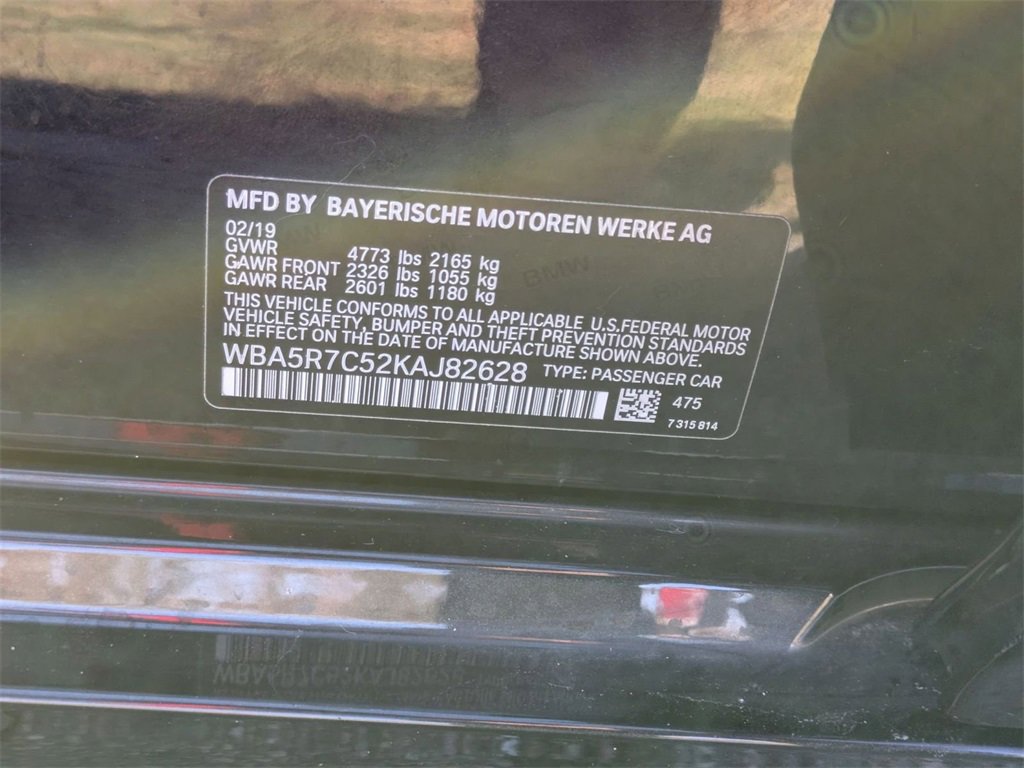 MFD BY BAYERISCHE MOTOREN WERKE AG
02/19
GVWR 4773 lbs 2165 kg
GAWR FRONT 2326 lbs 1055 kg
GAWR REAR 2601 lbs 1180 kg
THIS VEHICLE CONFORMS TO ALL APPLICABLE U.S.FEDERAL MOTOR
VEHICLE SAFETY, BUMPER AND THEFT PREVENTION STANDARDS
IN EFFECT ON THE DATE OF MANUFACTURE SHOWN ABOVE.
WBA5R7C52KAJ82628 TYPE: PASSENGER CAR
475
7 315 814
BMW